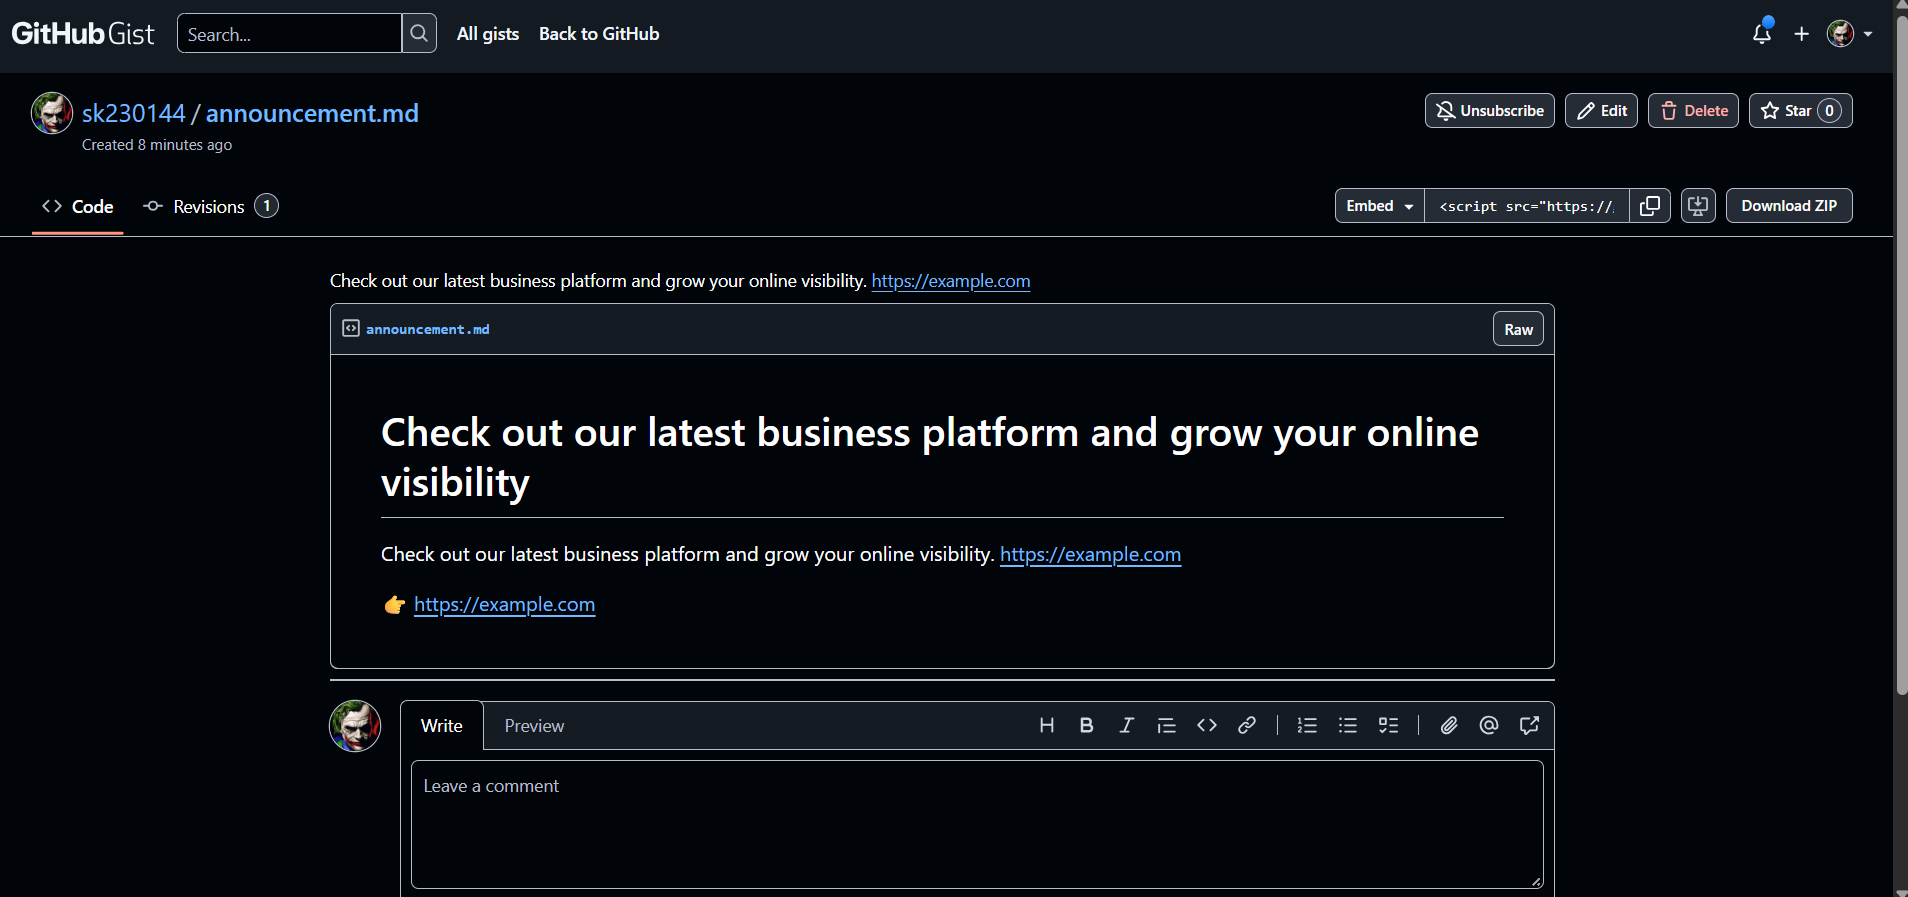 GitHub Gist
Search...
All gists
Back to GitHub
sk230144 / announcement.md
Created 8 minutes ago
Unsubscribe
Edit
Delete
Star 0
Code
Revisions 1
Embed
<script src="https://
Download ZIP
Check out our latest business platform and grow your online visibility. https://example.com
announcement.md
Raw
Check out our latest business platform and grow your online
visibility
Check out our latest business platform and grow your online visibility. https://example.com
👉 https://example.com
Write
Preview
Leave a comment